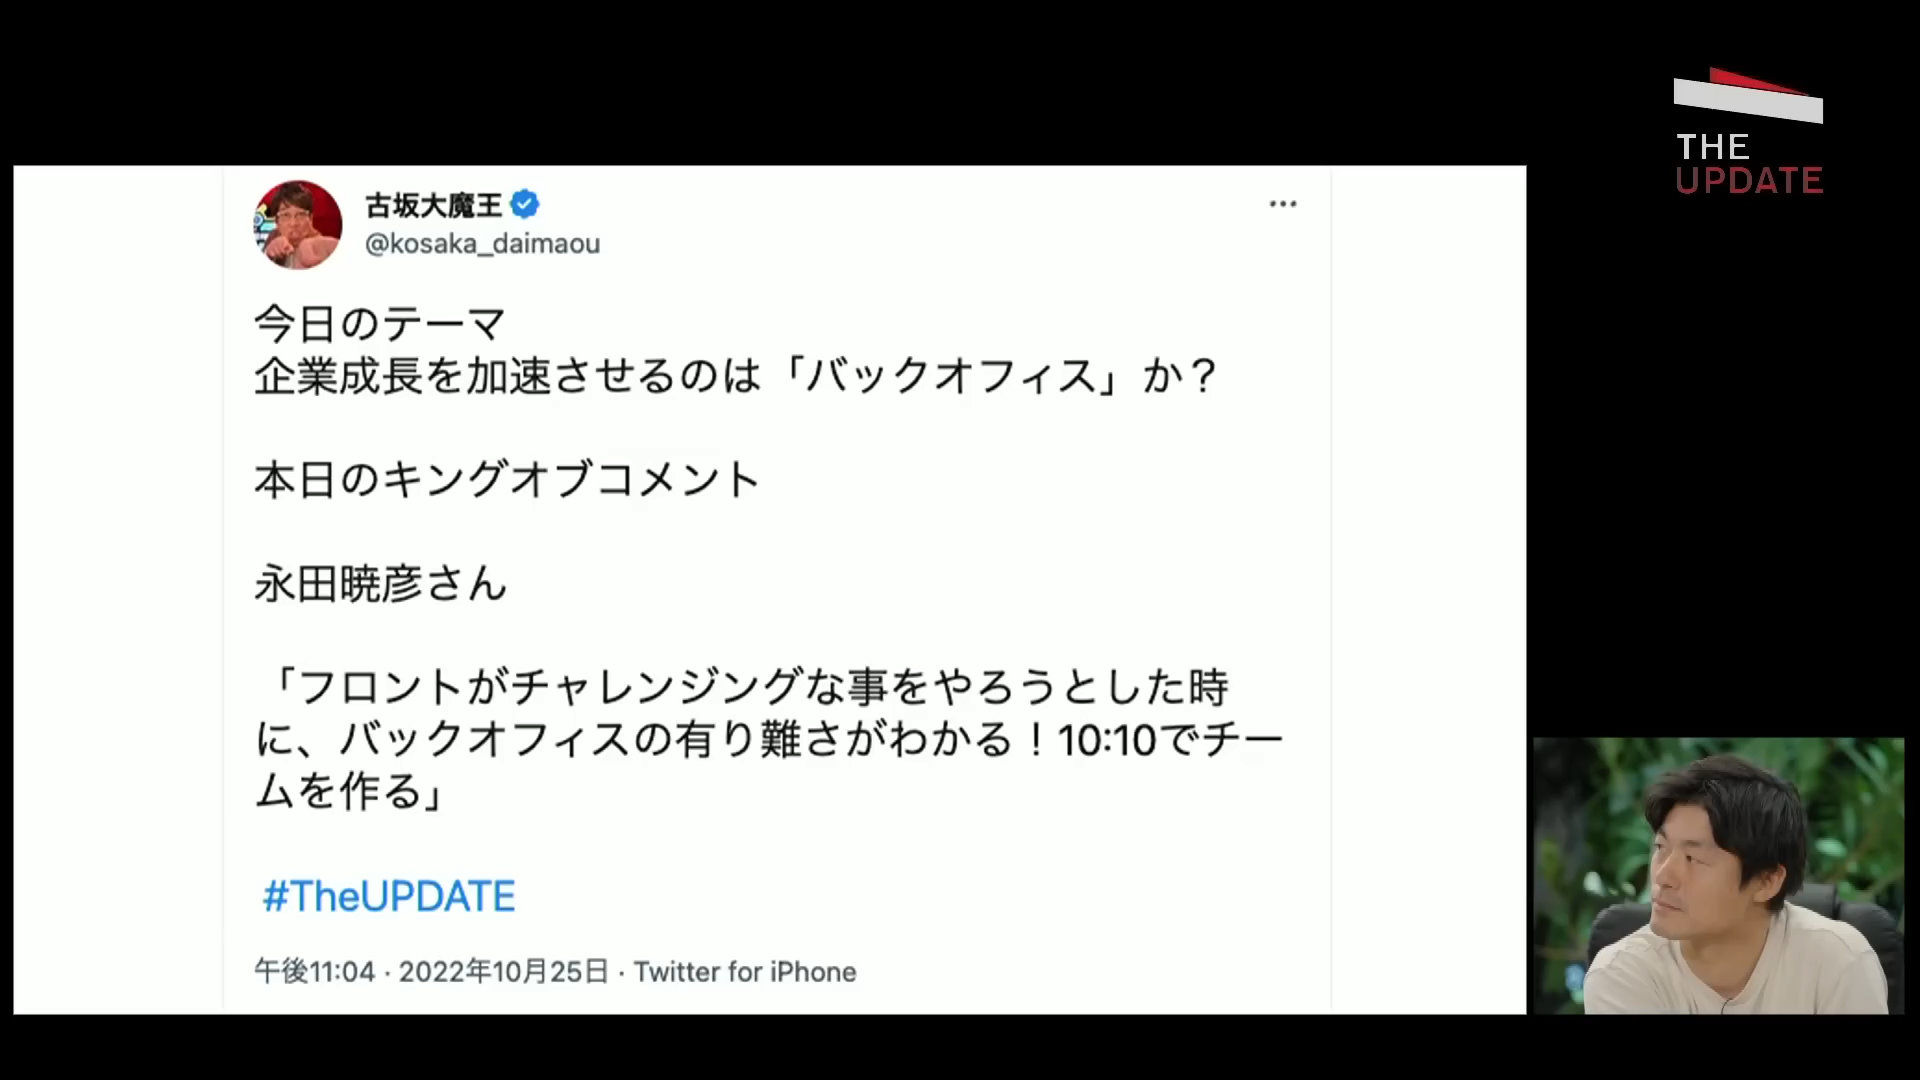 THE
UPDATE
古坂大魔王
@kosaka_daimaou
今日のテーマ
企業成長を加速させるのは「バックオフィス」か？
本日のキングオブコメント
永田暁彦さん
「フロントがチャレンジングな事をやろうとした時
に、バックオフィスの有り難さがわかる！10:10でチー
ムを作る」
#TheUPDATE
午後11:04 · 2022年10月25日 · Twitter for iPhone